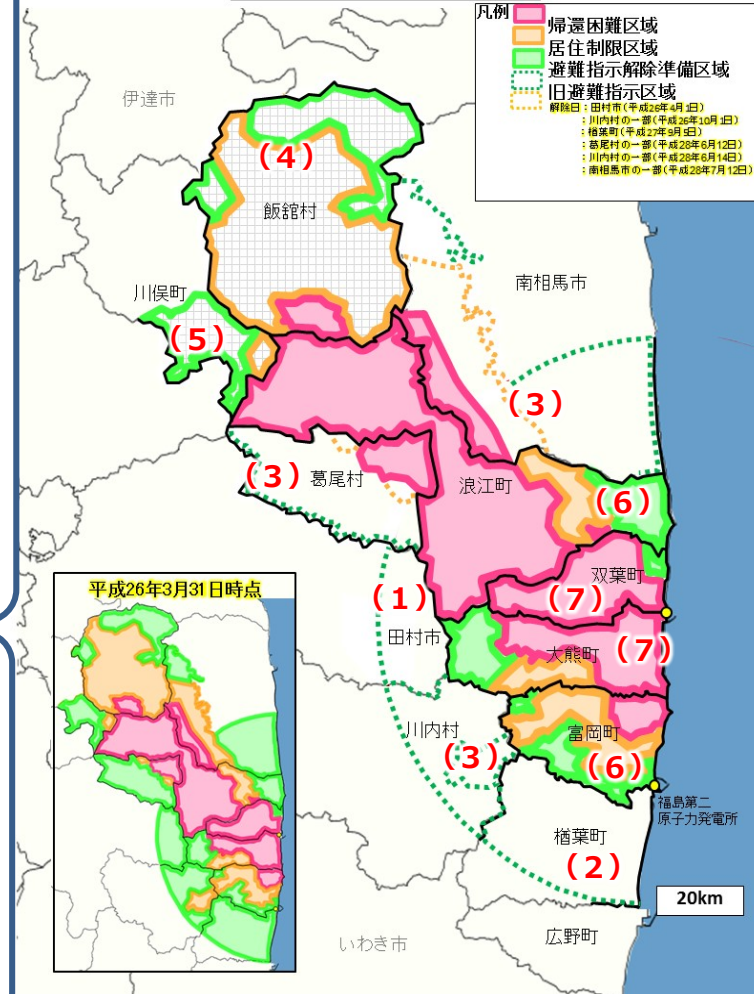 凡例
帰還困難区域
居住制限区域
避難指示解除準備区域
旧避難指示区域
解除日：田村市(平成26年4月1日)
：川内村の一部(平成26年10月1日)
：楢葉町(平成27年9月5日)
：葛尾村の一部(平成28年6月12日)
：川内村の一部(平成28年6月14日)
：南相馬市の一部(平成28年7月12日)
伊達市
（4）
飯舘村
南相馬市
川俣町
（5）
（3）
（3）
葛尾村
浪江町
（6）
平成26年3月31日時点
双葉町
（1）
（7）
田村市
大熊町
（7）
川内村
富岡町
（3）
（6）
福島第二
原子力発電所
楢葉町
（2）
20km
いわき市
広野町